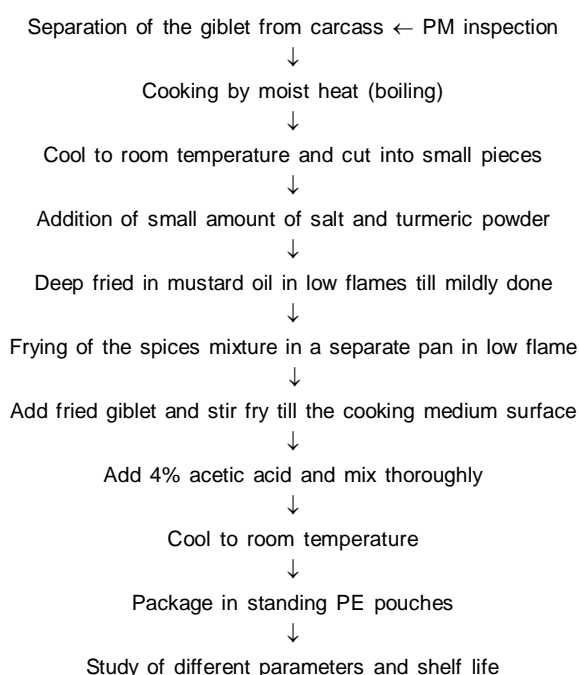 Separation of the giblet from carcass ← PM inspection
↓
Cooking by moist heat (boiling)
↓
Cool to room temperature and cut into small pieces
↓
Addition of small amount of salt and turmeric powder
↓
Deep fried in mustard oil in low flames till mildly done
↓
Frying of the spices mixture in a separate pan in low flame
↓
Add fried giblet and stir fry till the cooking medium surface
↓
Add 4% acetic acid and mix thoroughly
↓
Cool to room temperature
↓
Package in standing PE pouches
↓
Study of different parameters and shelf life